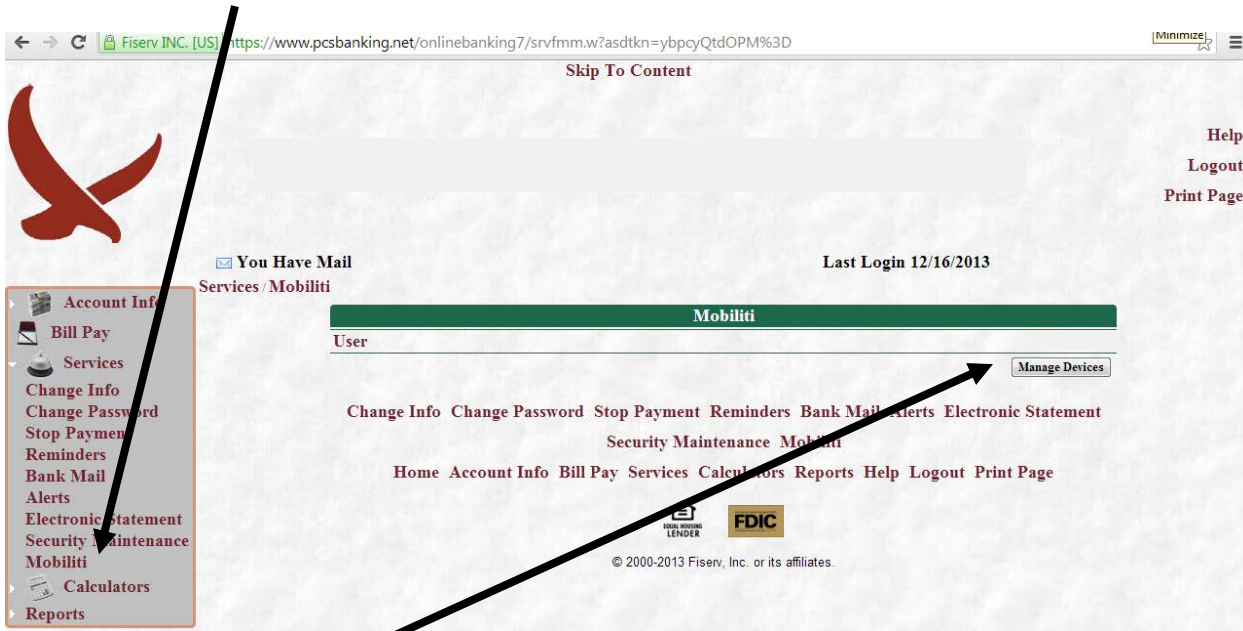 Fiserv INC. [US] https://www.pcsbanking.net/onlinebanking7/srvfmm.w?asdtkn=ybpcyQtdOPM%3D
Minimize
Skip To Content
Help
Logout
Print Page
You Have Mail
Last Login 12/16/2013
Services / Mobiliti
Account Info
Bill Pay
Services
Change Info
Change Password
Stop Payment
Reminders
Bank Mail
Alerts
Electronic Statement
Security Maintenance
Mobiliti
Calculators
Reports
Mobiliti
User
Manage Devices
Change Info Change Password Stop Payment Reminders Bank Mail Alerts Electronic Statement
Security Maintenance Mobiliti
Home Account Info Bill Pay Services Calculators Reports Help Logout Print Page
EQUAL HOUSING
LENDER
FDIC
© 2000-2013 Fiserv, Inc. or its affiliates.